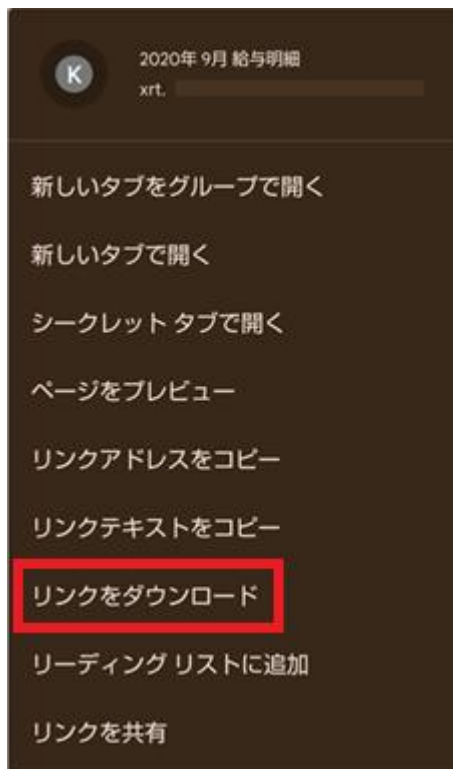 K
2020年 9月 給与明細
xrt.
新しいタブをグループで開く
新しいタブで開く
シークレット タブで開く
ページをプレビュー
リンクアドレスをコピー
リンクテキストをコピー
リンクをダウンロード
リーディング リストに追加
リンクを共有